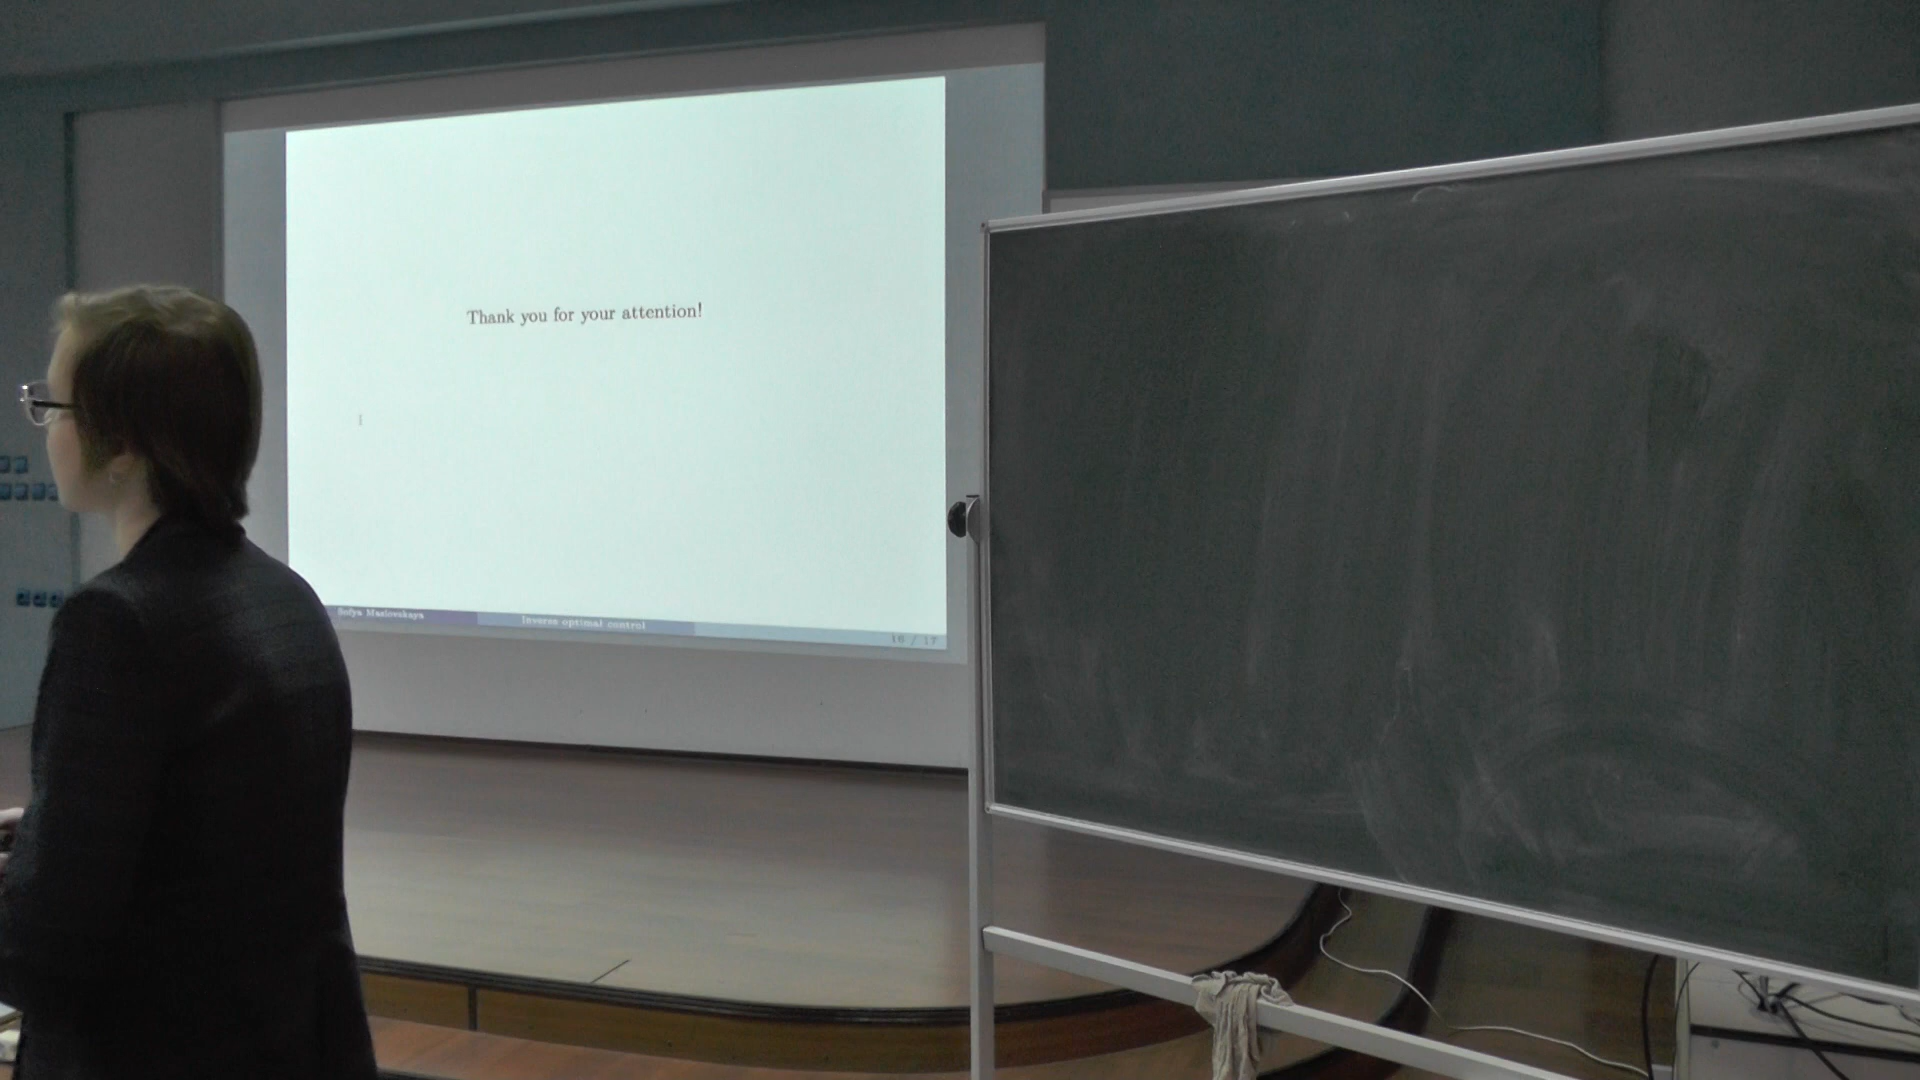 Thank you for your attention!
Sofya Maslovskaya
Inverse optimal control
16 / 17